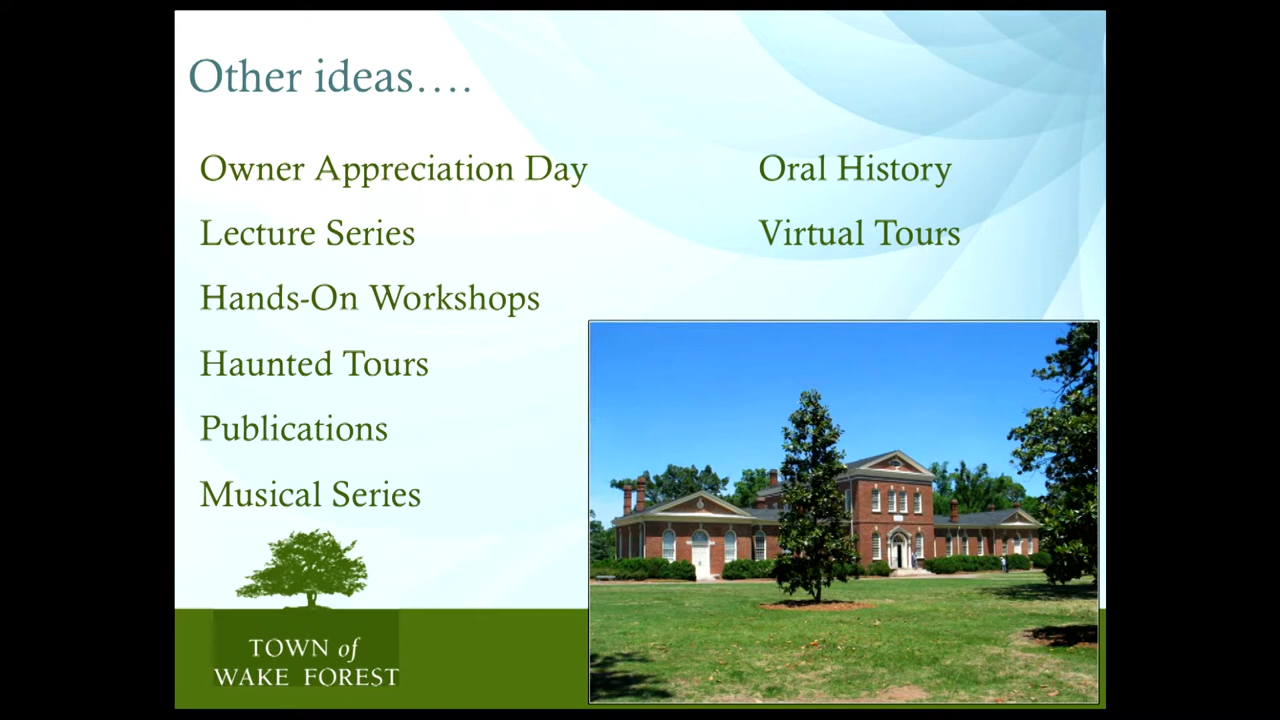 Other ideas….
Owner Appreciation Day
Lecture Series
Hands-On Workshops
Haunted Tours
Publications
Musical Series
Oral History
Virtual Tours
TOWN of
WAKE FOREST